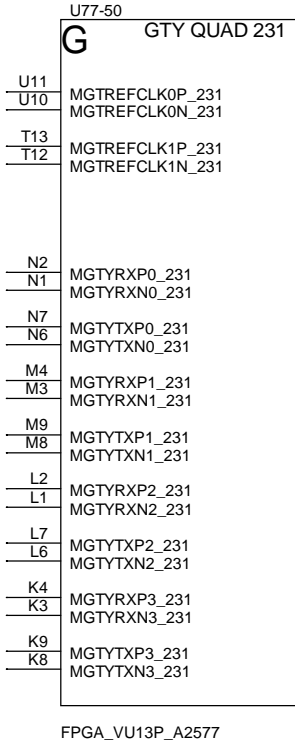 U77-50
G GTY QUAD 231
U11 MGTREFCLK0P_231
U10 MGTREFCLK0N_231
T13 MGTREFCLK1P_231
T12 MGTREFCLK1N_231
N2 MGTYRXP0_231
N1 MGTYRXN0_231
N7 MGTYTXP0_231
N6 MGTYTXN0_231
M4 MGTYRXP1_231
M3 MGTYRXN1_231
M9 MGTYTXP1_231
M8 MGTYTXN1_231
L2 MGTYRXP2_231
L1 MGTYRXN2_231
L7 MGTYTXP2_231
L6 MGTYTXN2_231
K4 MGTYRXP3_231
K3 MGTYRXN3_231
K9 MGTYTXP3_231
K8 MGTYTXN3_231
FPGA_VU13P_A2577